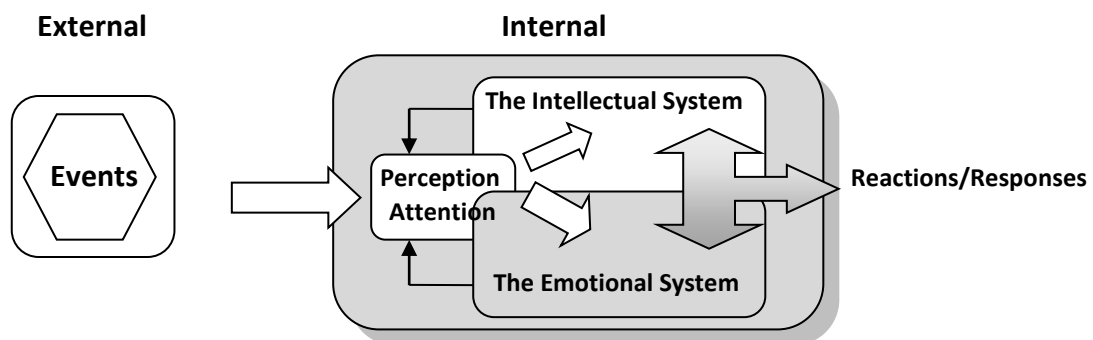 External
Internal
The Intellectual System
Events
Perception
Attention
Reactions/Responses
The Emotional System